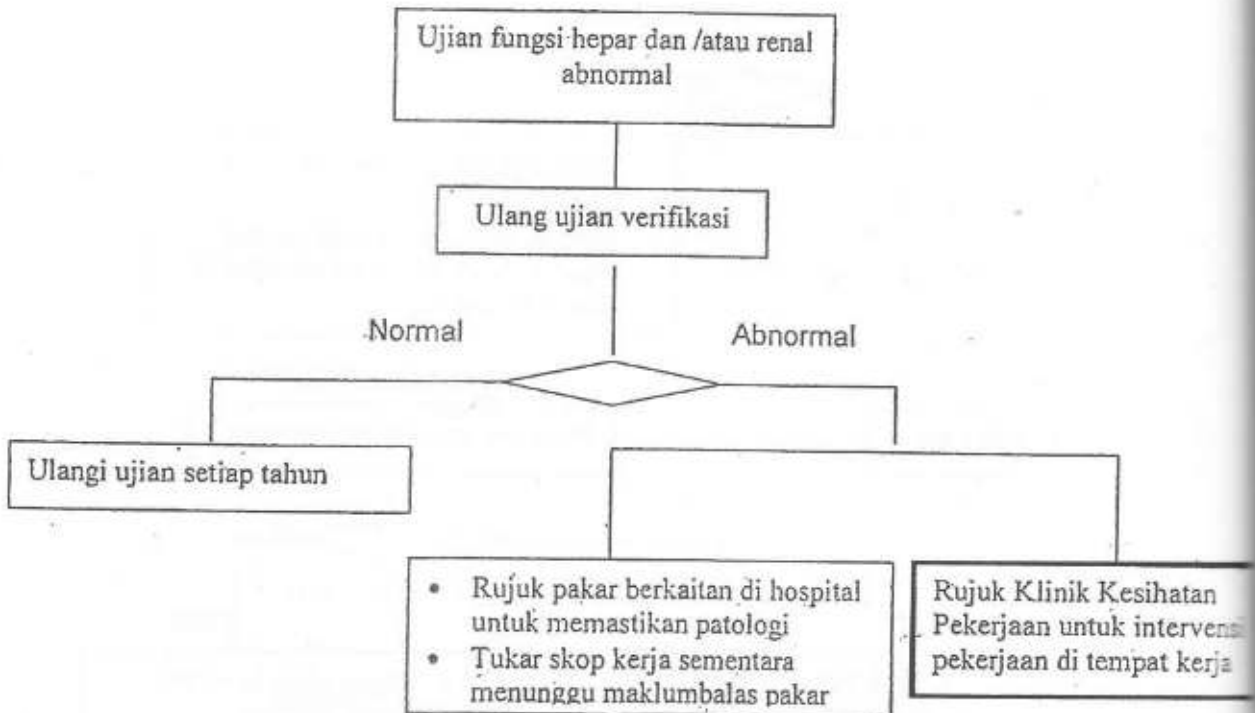 Ujian fungsi hepar dan /atau renal
abnormal
Ulang ujian verifikasi
Normal
Abnormal
Ulangi ujian setiap tahun
• Rujuk pakar berkaitan di hospital
untuk memastikan patologi
• Tukar skop kerja sementara
menunggu maklumbalas pakar
Rujuk Klinik Kesihatan
Pekerjaan untuk intervensi
pekerjaan di tempat kerja